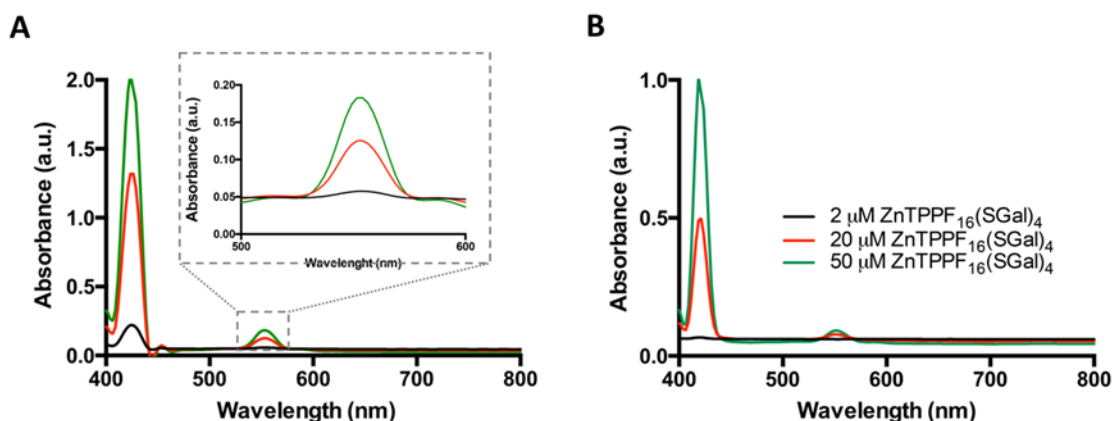 A
B
2.0
1.5
1.0
0.5
0.0
Absorbance (a.u.)
400
500
600
700
800
Wavelength (nm)
0.20
0.15
0.10
0.05
0.00
Absorbance (a.u.)
500
600
Wavelenght (nm)
1.0
0.5
0.0
Absorbance (a.u.)
400
500
600
700
800
Wavelength (nm)
2 μM ZnTPPF₁₆(SGal)₄
20 μM ZnTPPF₁₆(SGal)₄
50 μM ZnTPPF₁₆(SGal)₄